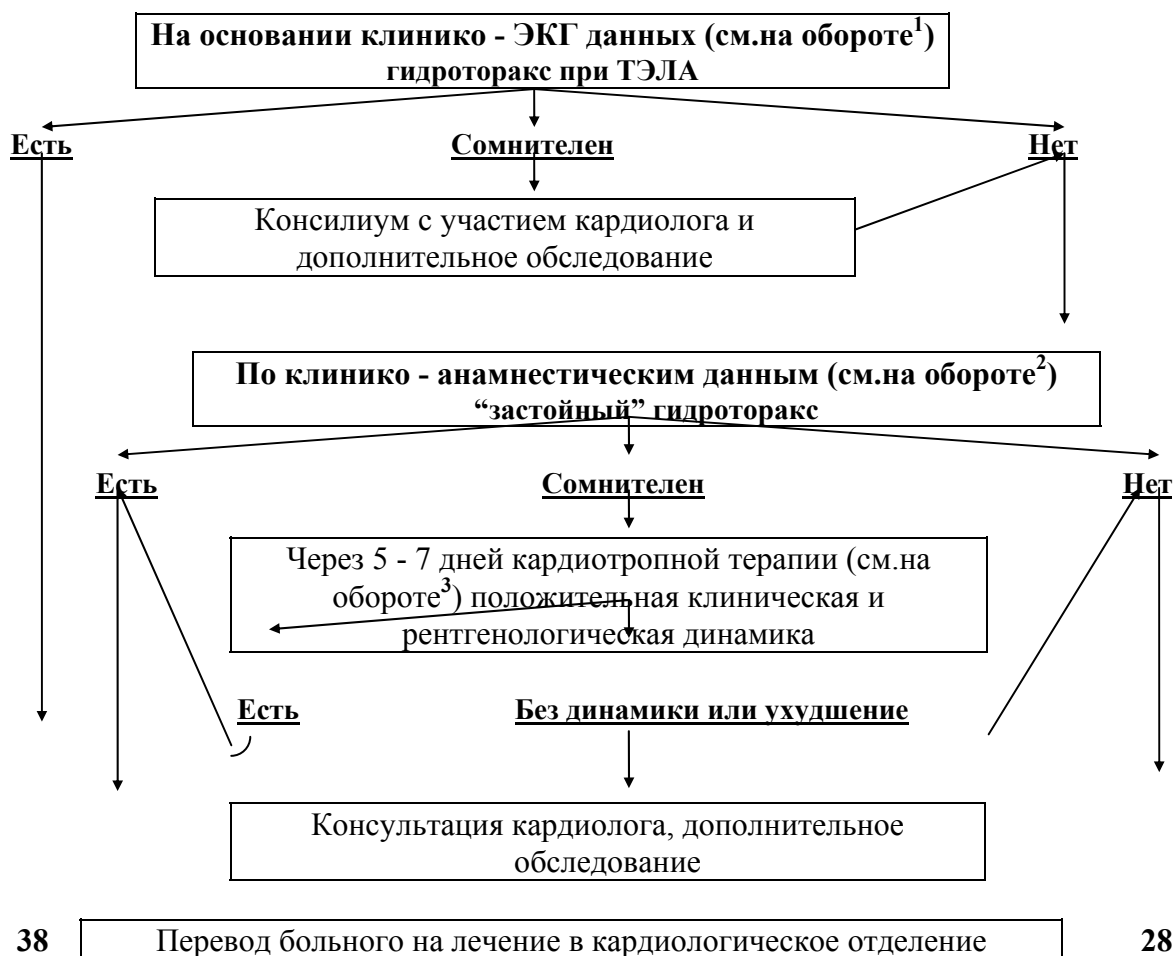 На основании клинико - ЭКГ данных (см.на обороте1)
гидроторакс при ТЭЛА
Есть
Сомнителен
Нет
Консилиум с участием кардиолога и
дополнительное обследование
По клинико - анамнестическим данным (см.на обороте2)
“застойный” гидроторакс
Есть
Сомнителен
Нет
Через 5 - 7 дней кардиотропной терапии (см.на
обороте3) положительная клиническая и
рентгенологическая динамика
Есть
Без динамики или ухудшение
Консультация кардиолога, дополнительное
обследование
38
Перевод больного на лечение в кардиологическое отделение
28